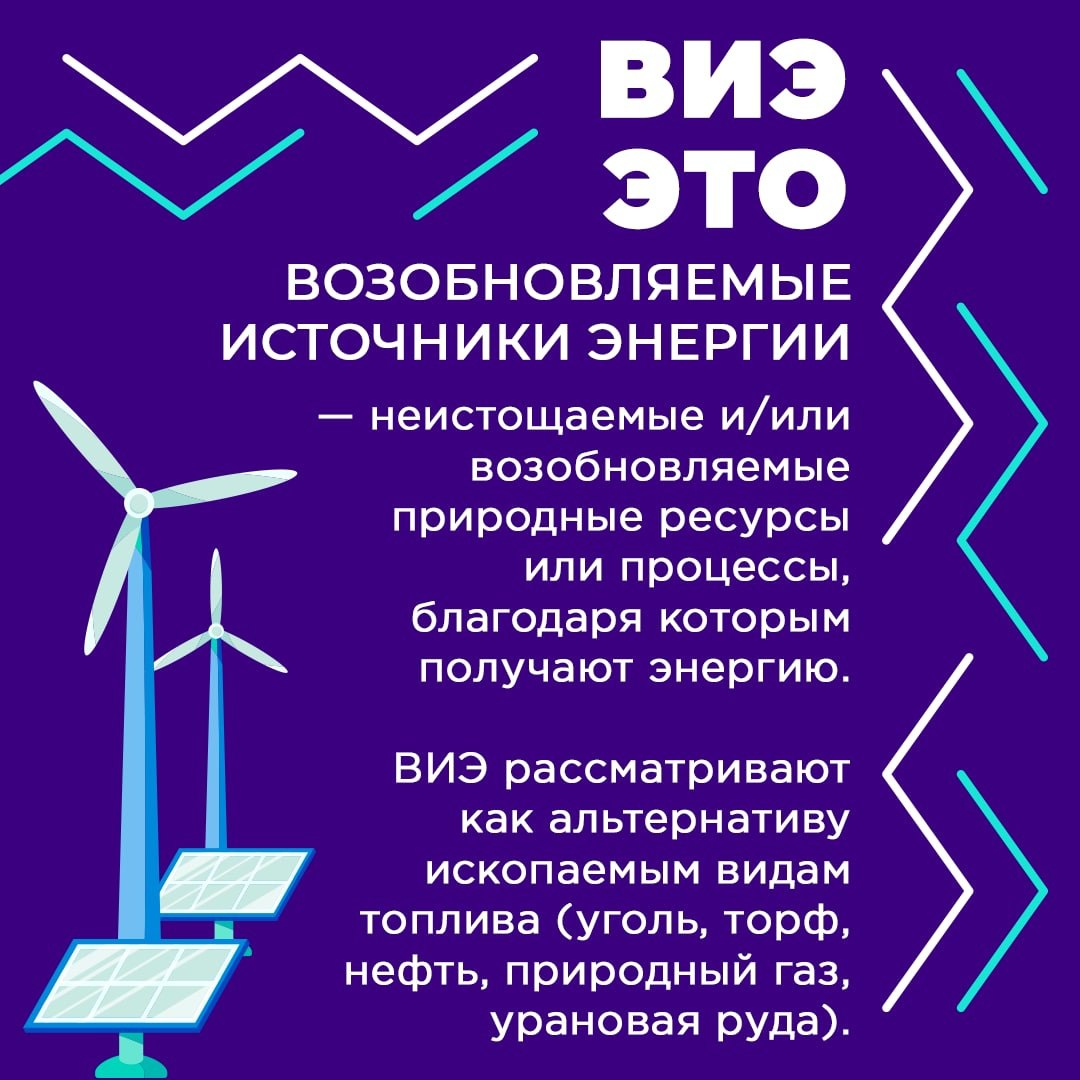 ВИЭ
ЭТО
ВОЗОБНОВЛЯЕМЫЕ
ИСТОЧНИКИ ЭНЕРГИИ
— неистощаемые и/или
возобновляемые
природные ресурсы
или процессы,
благодаря которым
получают энергию.
ВИЭ рассматривают
как альтернативу
ископаемым видам
топлива (уголь, торф,
нефть, природный газ,
урановая руда).